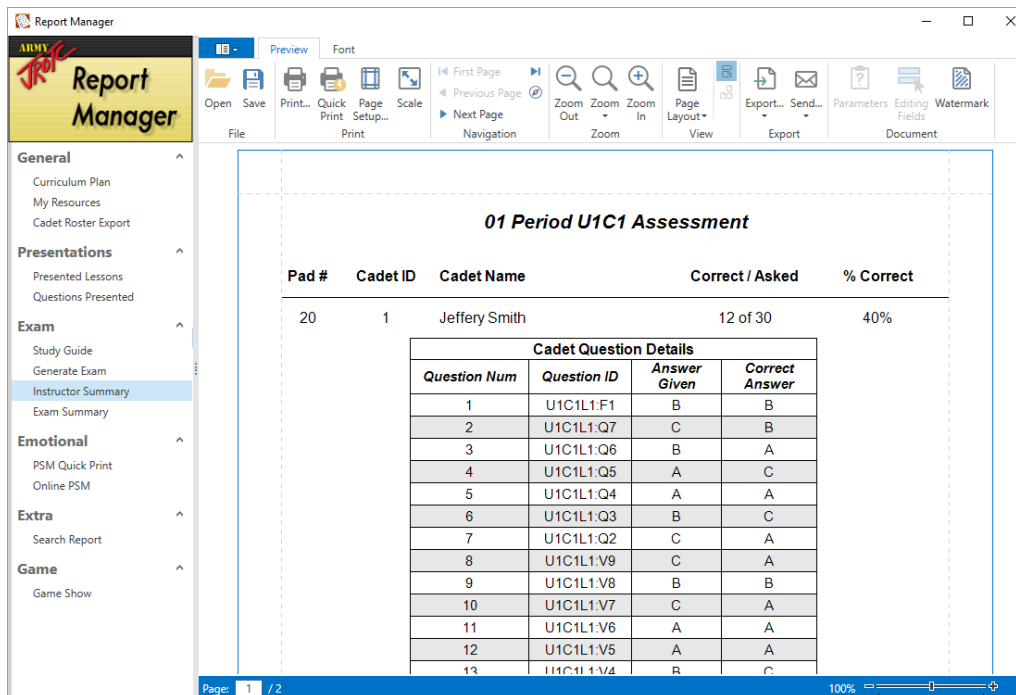 Report Manager
ARMY
JROTC
Report
Manager
Preview Font
Open Save Print... Quick Print Page Setup... Scale
First Page
Previous Page
Next Page
Zoom Out Zoom Zoom In Page Layout Export... Send... Parameters Editing Fields Watermark
File Print Navigation Zoom View Export Document
General
Curriculum Plan
My Resources
Cadet Roster Export
Presentations
Presented Lessons
Questions Presented
Exam
Study Guide
Generate Exam
Instructor Summary
Exam Summary
Emotional
PSM Quick Print
Online PSM
Extra
Search Report
Game
Game Show
01 Period U1C1 Assessment
Pad # Cadet ID Cadet Name Correct / Asked % Correct
20 1 Jeffery Smith 12 of 30 40%
Cadet Question Details
Question Num Question ID Answer Given Correct Answer
1 U1C1L1:F1 B B
2 U1C1L1:Q7 C B
3 U1C1L1:Q6 B A
4 U1C1L1:Q5 A C
5 U1C1L1:Q4 A A
6 U1C1L1:Q3 B C
7 U1C1L1:Q2 C A
8 U1C1L1:V9 C A
9 U1C1L1:V8 B B
10 U1C1L1:V7 C A
11 U1C1L1:V6 A A
12 U1C1L1:V5 A A
13 U1C1L1:V4 B C
Page: 1 / 2 100%